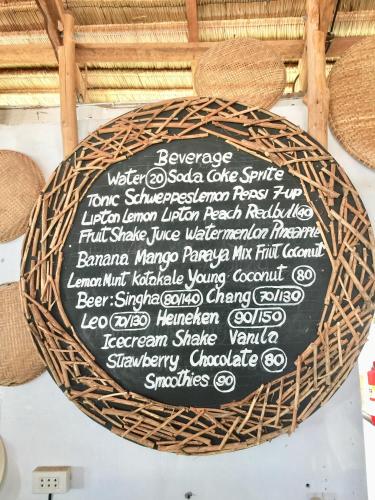 Beverage
Water 20 Soda Coke Sprite
Tonic Schweppeslemon Pepsi 7-up
Lipton Lemon Lipton Peach Redbull 40
Fruit Shake Juice Watermenlon Pineapple
Banana Mango Papaya Mix Friut Coconut
Lemon Mint Kotakale Young Coconut 80
Beer: Singha 80/140 Chang 70/130
Leo 70/130 Heineken 90/150
Icecream Shake Vanila
Strawberry Chocolate 80
Smoothies 90